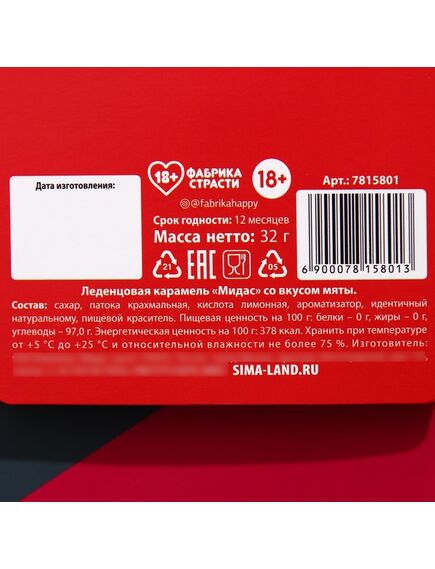 18+ ФАБРИКА
СТРАСТИ
18+
@fabrikahappy
Дата изготовления:
Срок годности: 12 месяцев
Масса нетто: 32 г
Арт.: 7815801
6 900078 158013
21
EAC
05
Леденцовая карамель «Мидас» со вкусом мяты.
Состав: сахар, патока крахмальная, кислота лимонная, ароматизатор, идентичный
натуральному, пищевой краситель. Пищевая ценность на 100 г: белки – 0 г, жиры – 0 г,
углеводы – 97,0 г. Энергетическая ценность на 100 г: 378 ккал. Хранить при температуре
от +5 °C до +25 °C и относительной влажности не более 75 %. Изготовитель:
SIMA-LAND.RU